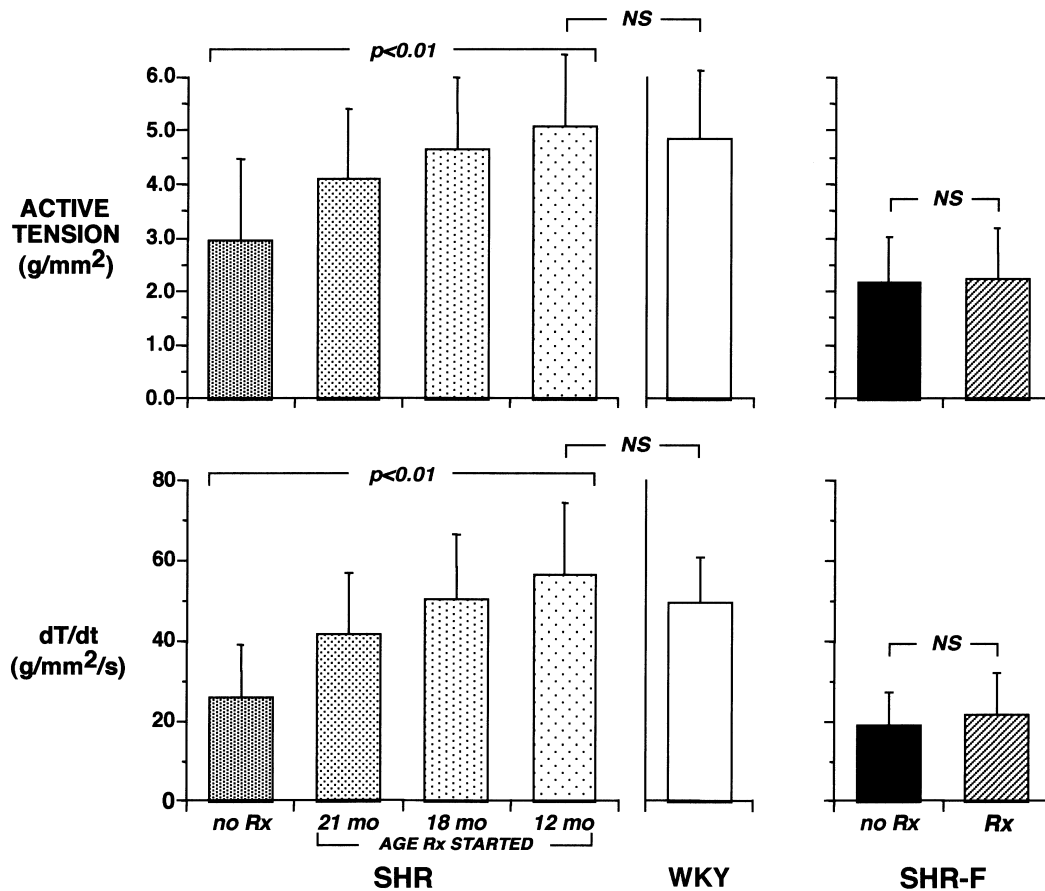 NS
p<0.01
6.0
5.0
4.0
3.0
2.0
1.0
0.0
ACTIVE
TENSION
(g/mm2)
NS
NS
p<0.01
80
60
40
20
0
dT/dt
(g/mm2/s)
NS
no Rx 21 mo 18 mo 12 mo
AGE Rx STARTED
no Rx Rx
SHR WKY SHR-F